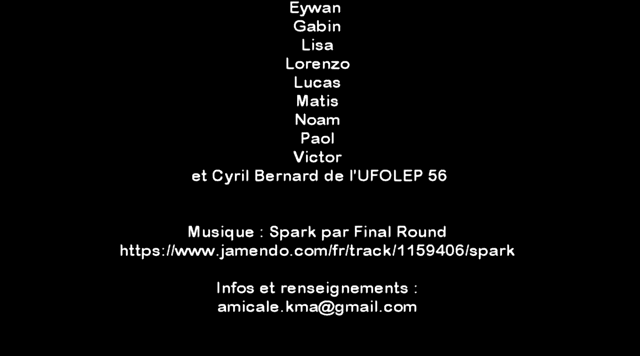 Eywan
Gabin
Lisa
Lorenzo
Lucas
Matis
Noam
Paol
Victor
et Cyril Bernard de l'UFOLEP 56
Musique : Spark par Final Round
https://www.jamendo.com/fr/track/1159406/spark
Infos et renseignements :
amicale.kma@gmail.com